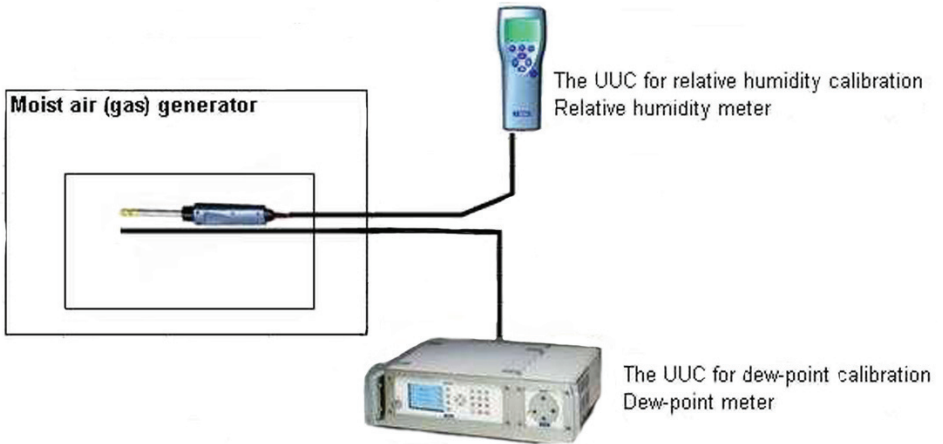 The UUC for relative humidity calibration
Relative humidity meter
Moist air (gas) generator
The UUC for dew-point calibration
Dew-point meter